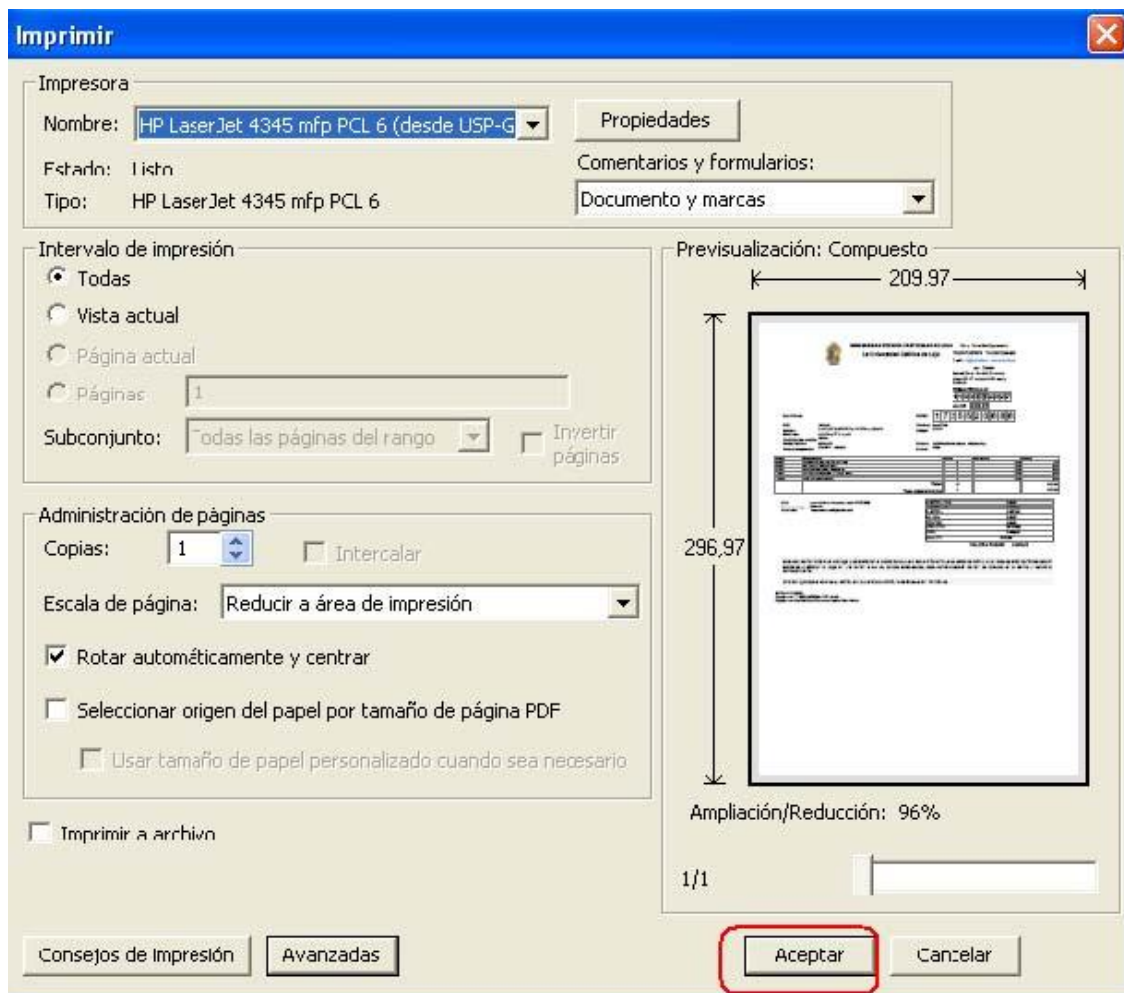 Imprimir
Impresora
Nombre: HP LaserJet 4345 mfp PCL 6 (desde USP-G
Propiedades
Estado: Listo
Comentarios y formularios:
Tipo: HP LaserJet 4345 mfp PCL 6
Documento y marcas
Intervalo de impresión
Todas
Vista actual
Página actual
Páginas 1
Subconjunto: Todas las páginas del rango
Invertir
páginas
Previsualización: Compuesto
209.97
296,97
Administración de páginas
Copias: 1
Intercalar
Escala de página: Reducir a área de impresión
Rotar automáticamente y centrar
Seleccionar origen del papel por tamaño de página PDF
Usar tamaño de papel personalizado cuando sea necesario
Ampliación/Reducción: 96%
Imprimir a archivo
1/1
Consejos de impresión
Avanzadas
Aceptar
Cancelar